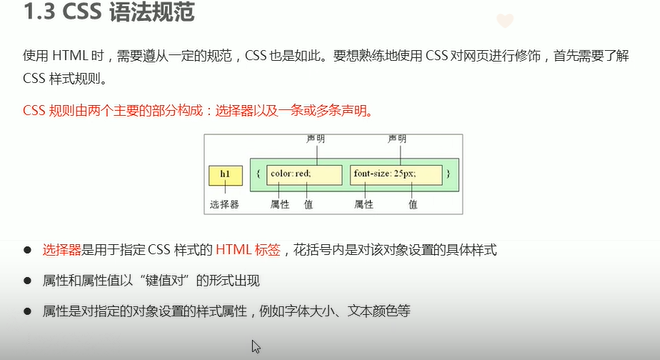 1.3 CSS 语法规范
使用 HTML 时，需要遵从一定的规范，CSS 也是如此。要想熟练地使用 CSS 对网页进行修饰，首先需要了解
CSS 样式规则。
CSS 规则由两个主要的部分构成：选择器以及一条或多条声明。
声明 声明
h1 { color: red; font-size: 25px; }
选择器 属性 值 属性 值
● 选择器是用于指定 CSS 样式的 HTML 标签，花括号内是对该对象设置的具体样式
● 属性和属性值以“键值对”的形式出现
● 属性是对指定的对象设置的样式属性，例如字体大小、文本颜色等